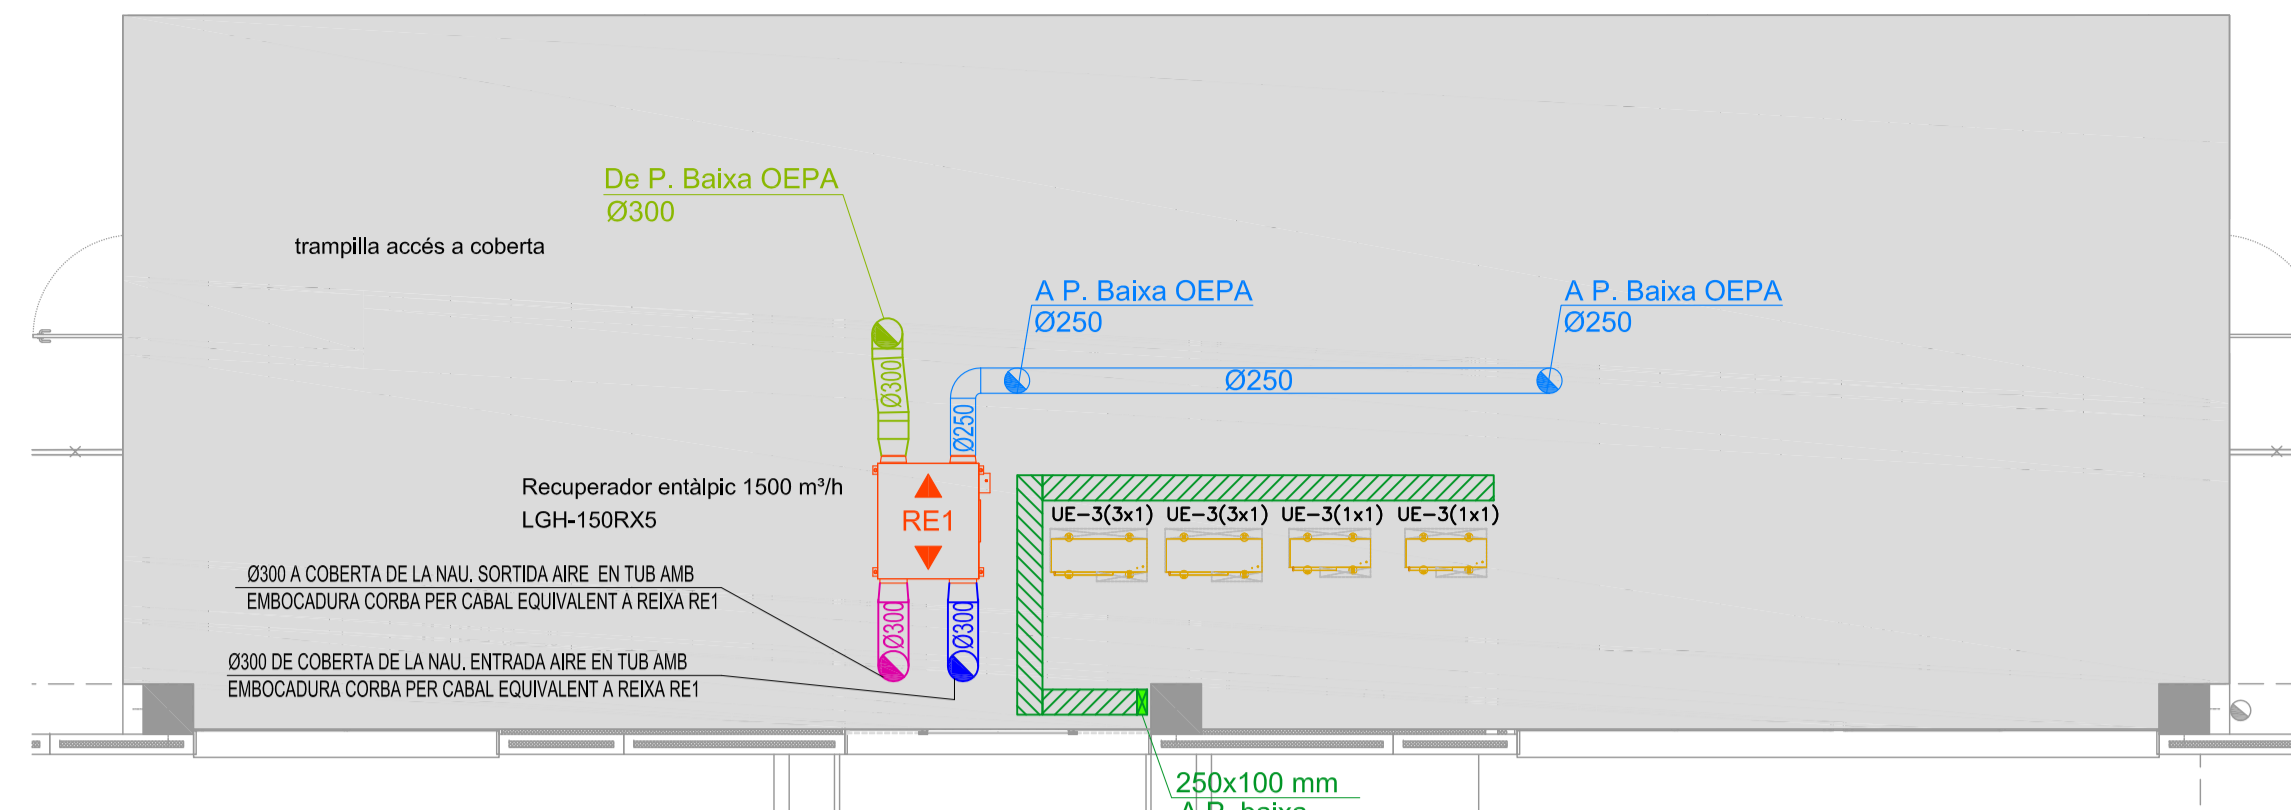 De P. Baixa OEPA
Ø300
trampilla accés a coberta
A P. Baixa OEPA
Ø250
A P. Baixa OEPA
Ø250
Ø300
Ø250
Ø250
Recuperador entàlpic 1500 m³/h
LGH-150RX5
RE1
UE-3(3x1) UE-3(3x1) UE-3(1x1) UE-3(1x1)
Ø300 A COBERTA DE LA NAU. SORTIDA AIRE EN TUB AMB
EMBOCADURA CORBA PER CABAL EQUIVALENT A REIXA RE1
Ø300
Ø300
Ø300 DE COBERTA DE LA NAU. ENTRADA AIRE EN TUB AMB
EMBOCADURA CORBA PER CABAL EQUIVALENT A REIXA RE1
250x100 mm
A P. baixa